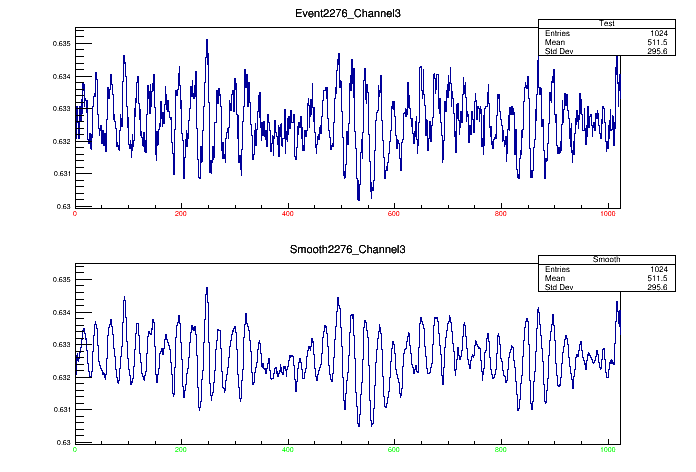 Event2276_Channel3
Test
Entries 1024
Mean 511.5
Std Dev 295.6
0.635
0.634
0.633
0.632
0.631
0.63
0 200 400 600 800 1000
Smooth2276_Channel3
Smooth
Entries 1024
Mean 511.5
Std Dev 295.6
0.635
0.634
0.633
0.632
0.631
0.63
0 200 400 600 800 1000